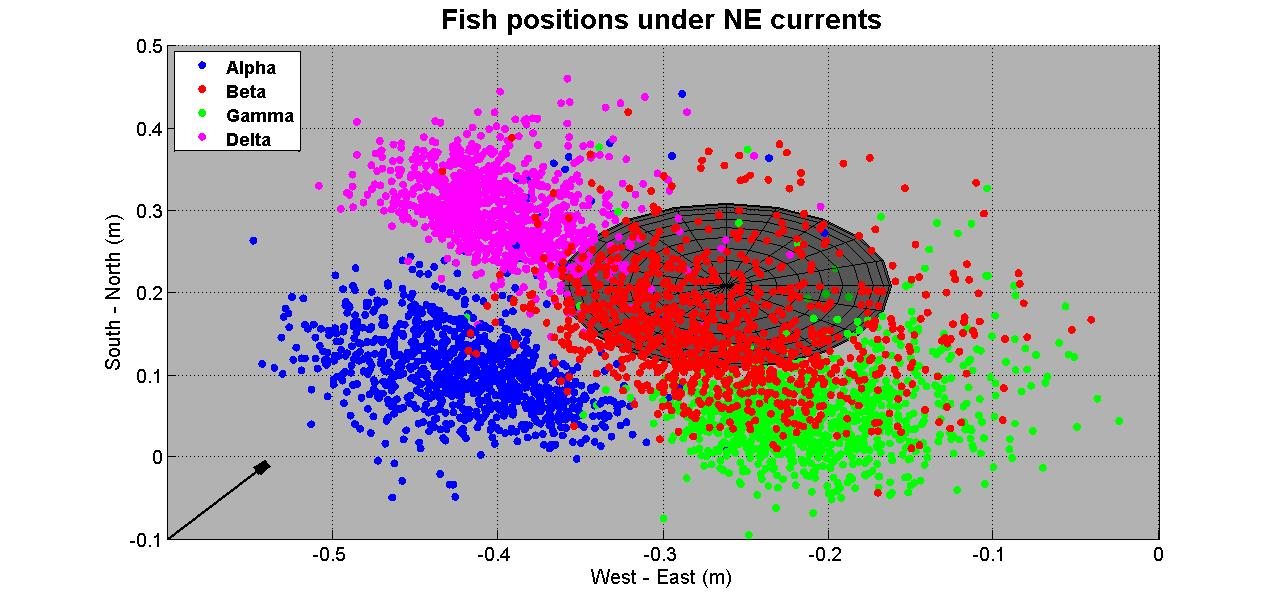 Fish positions under NE currents
0.5
0.4
0.3
0.2
0.1
0
-0.1
South - North (m)
Alpha
Beta
Gamma
Delta
-0.5
-0.4
-0.3
-0.2
-0.1
0
West - East (m)